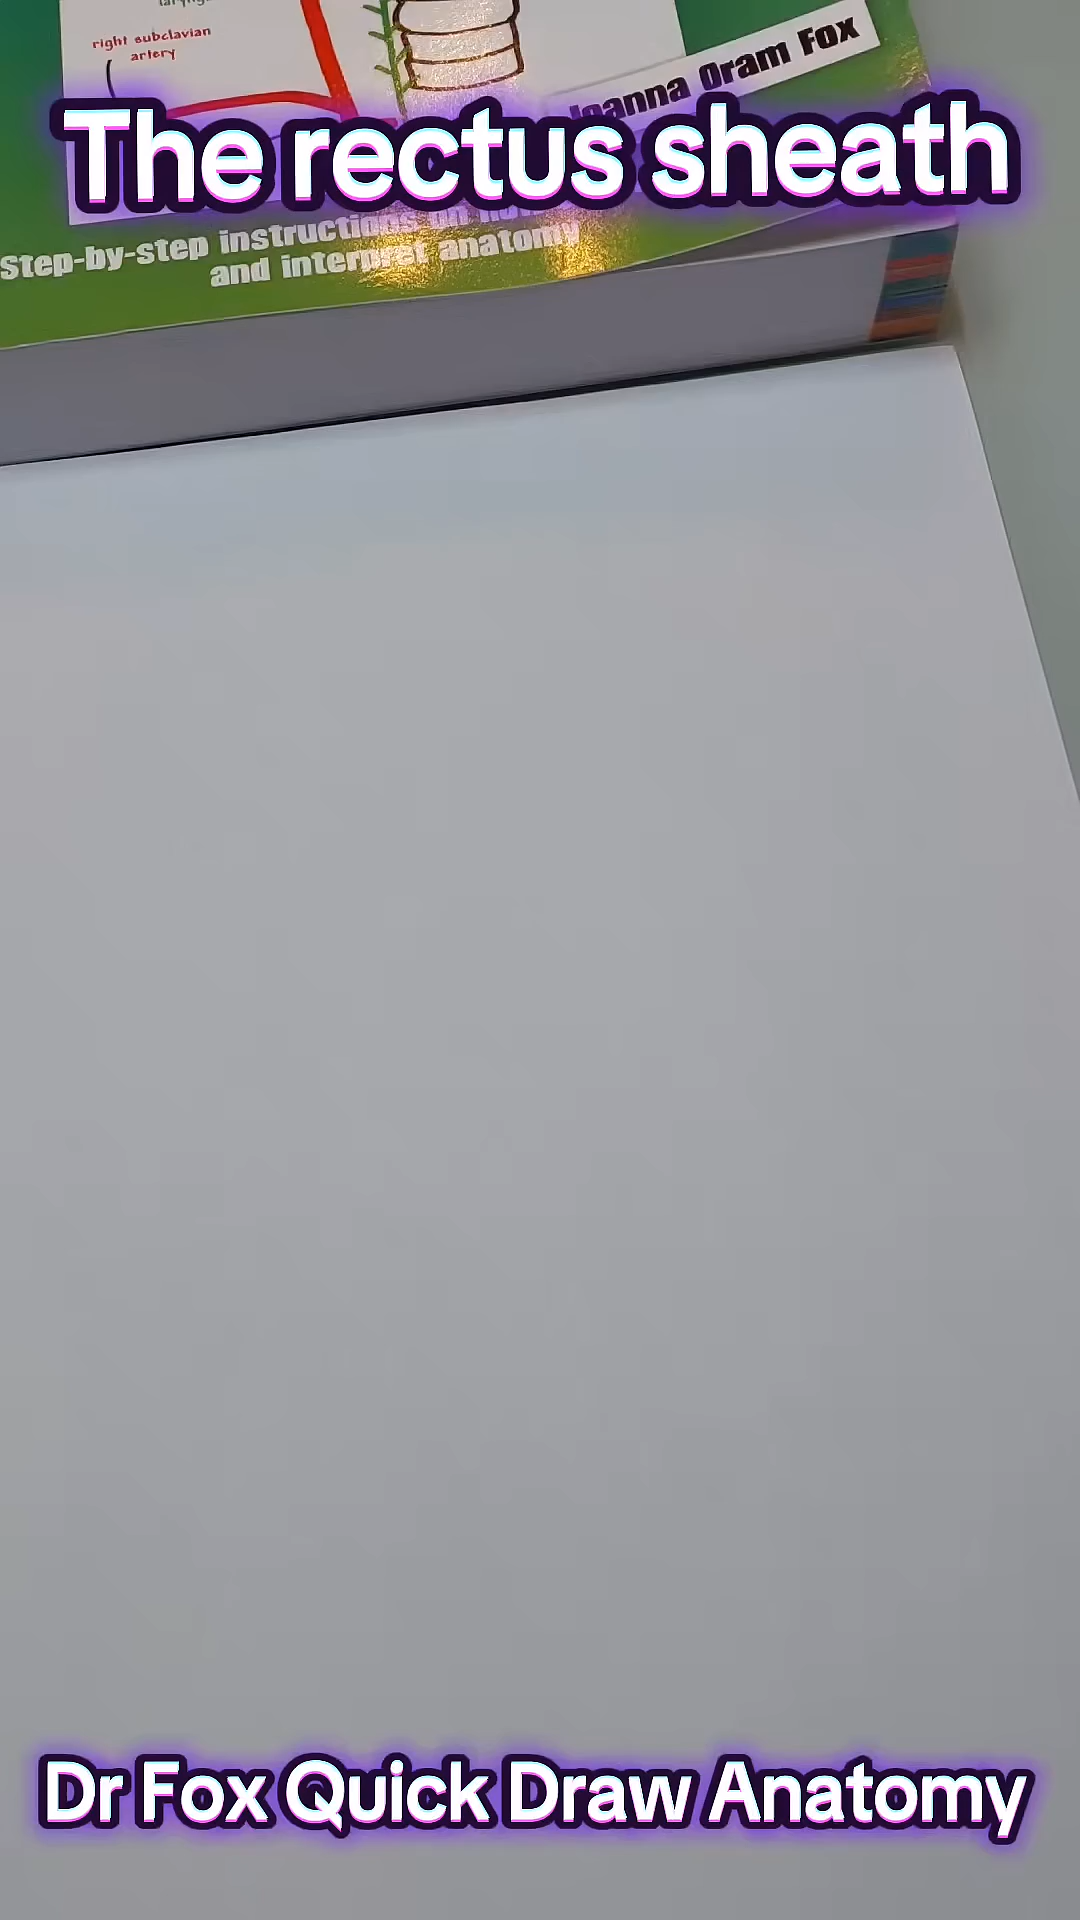 right subclavian
artery
Joanna Oram Fox
The rectus sheath
Step-by-step instructions on
and interpret anatomy
Dr Fox Quick Draw Anatomy